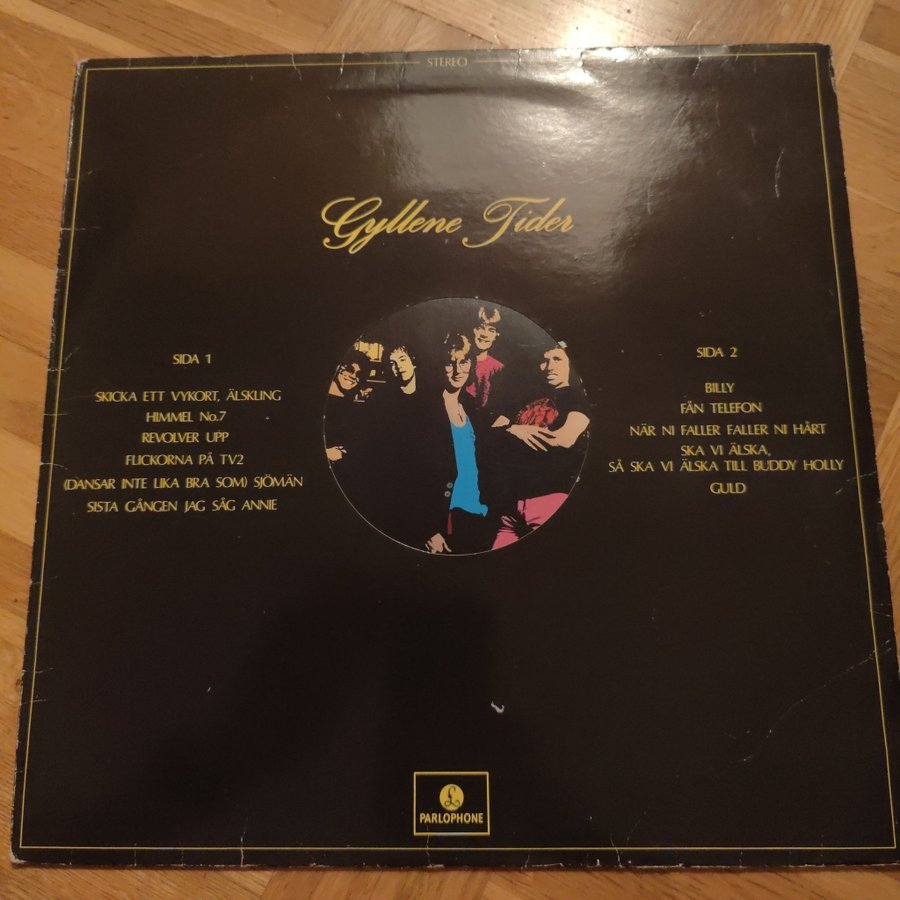 STEREO
Gyllene Tider
SIDA 1
SKICKA ETT VYKORT, ÄLSKLING
HIMMEL No.7
REVOLVER UPP
FLICKORNA PÅ TV2
(DANSAR INTE LIKA BRA SOM) SJÖMÄN
SISTA GÅNGEN JAG SÅG ANNIE
SIDA 2
BILLY
FÅN TELEFON
NÄR NI FALLER FALLER NI HÅRT
SKA VI ÄLSKA,
SÅ SKA VI ÄLSKA TILL BUDDY HOLLY
GULD
£
PARLOPHONE